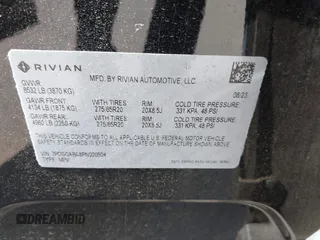 RIVIAN
MFD. BY RIVIAN AUTOMOTIVE, LLC.
08/23
GVWR
8532 LB (3870 KG)
GAWR FRONT WITH TIRES RIM COLD TIRE PRESSURE:
4134 LB (1875 KG) 275/65R20 20X8.5J 331 KPA, 48 PSI
GAWR REAR WITH TIRES RIM COLD TIRE PRESSURE:
4960 LB (2250 KG) 275/65R20 20X8.5J 331 KPA, 48 PSI
THIS VEHICLE CONFORMS TO ALL APPLICABLE U.S. FEDERAL MOTOR VEHICLE
SAFETY STANDARDS IN EFFECT ON THE DATE OF MANUFACTURE SHOWN ABOVE.
VIN:
TYPE: MPV
DREAMBID